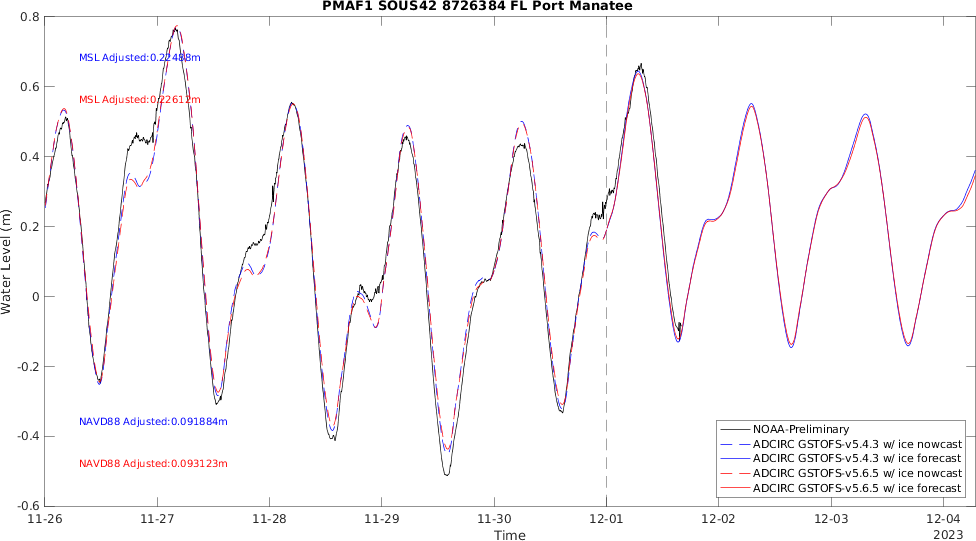 PMAF1 SOUS42 8726384 FL Port Manatee
0.8
MSL Adjusted:0.22488m
0.6
MSL Adjusted:0.22612m
0.4
0.2
Water Level (m)
0
-0.2
NAVD88 Adjusted:0.091884m
-0.4
NAVD88 Adjusted:0.093123m
-0.6
NOAA-Preliminary
ADCIRC GSTOFS-v5.4.3 w/ ice nowcast
ADCIRC GSTOFS-v5.4.3 w/ ice forecast
ADCIRC GSTOFS-v5.6.5 w/ ice nowcast
ADCIRC GSTOFS-v5.6.5 w/ ice forecast
11-26 11-27 11-28 11-29 11-30 12-01 12-02 12-03 12-04
Time
2023